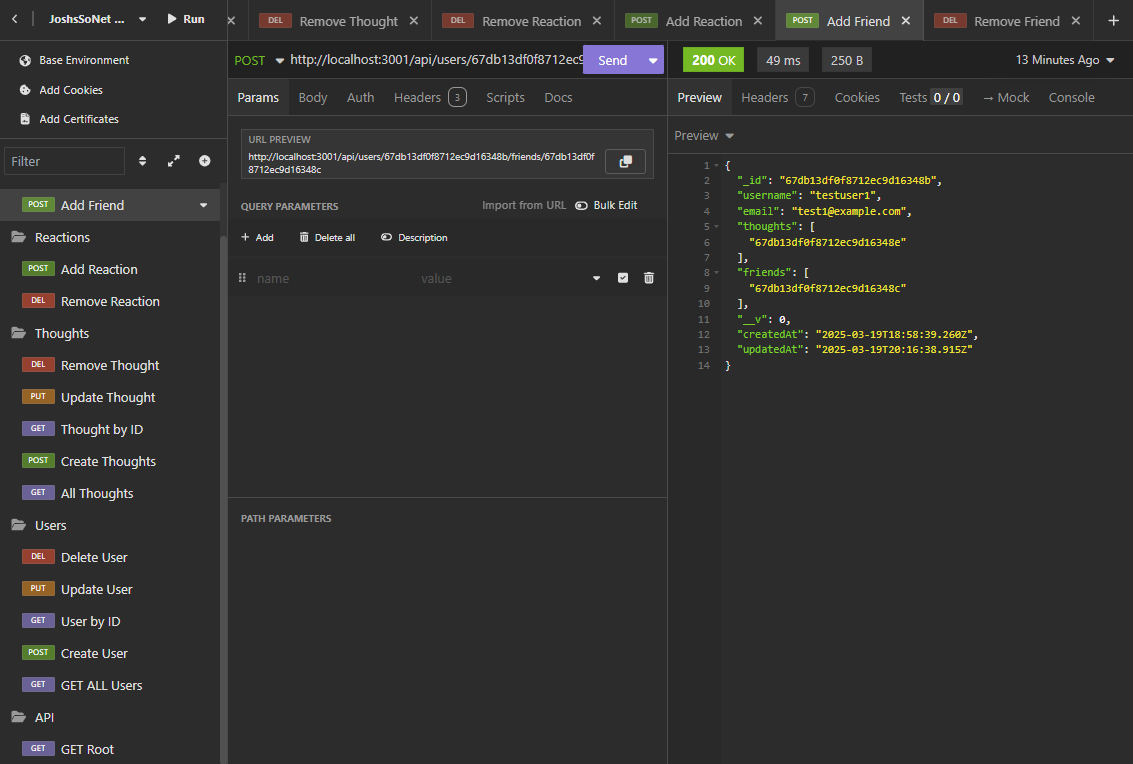 JoshsSoNet ...
Run
Base Environment
Add Cookies
Add Certificates
Filter
POST Add Friend
Reactions
POST Add Reaction
DEL Remove Reaction
Thoughts
DEL Remove Thought
PUT Update Thought
GET Thought by ID
POST Create Thoughts
GET All Thoughts
Users
DEL Delete User
PUT Update User
GET User by ID
POST Create User
GET GET ALL Users
API
GET GET Root
DEL Remove Thought
DEL Remove Reaction
POST Add Reaction
POST Add Friend
DEL Remove Friend
POST http://localhost:3001/api/users/67db13df0f8712ec9 Send
Params Body Auth Headers 3 Scripts Docs
URL PREVIEW
http://localhost:3001/api/users/67db13df0f8712ec9d16348b/friends/67db13df0f
8712ec9d16348c
QUERY PARAMETERS Import from URL Bulk Edit
+ Add Delete all Description
name value
PATH PARAMETERS
200 OK 49 ms 250 B 13 Minutes Ago
Preview Headers 7 Cookies Tests 0 / 0 → Mock Console
Preview
1 {
2 "_id": "67db13df0f8712ec9d16348b",
3 "username": "testuser1",
4 "email": "test1@example.com",
5 "thoughts": [
6 "67db13df0f8712ec9d16348e"
7 ],
8 "friends": [
9 "67db13df0f8712ec9d16348c"
10 ],
11 "__v": 0,
12 "createdAt": "2025-03-19T18:58:39.260Z",
13 "updatedAt": "2025-03-19T20:16:38.915Z"
14 }